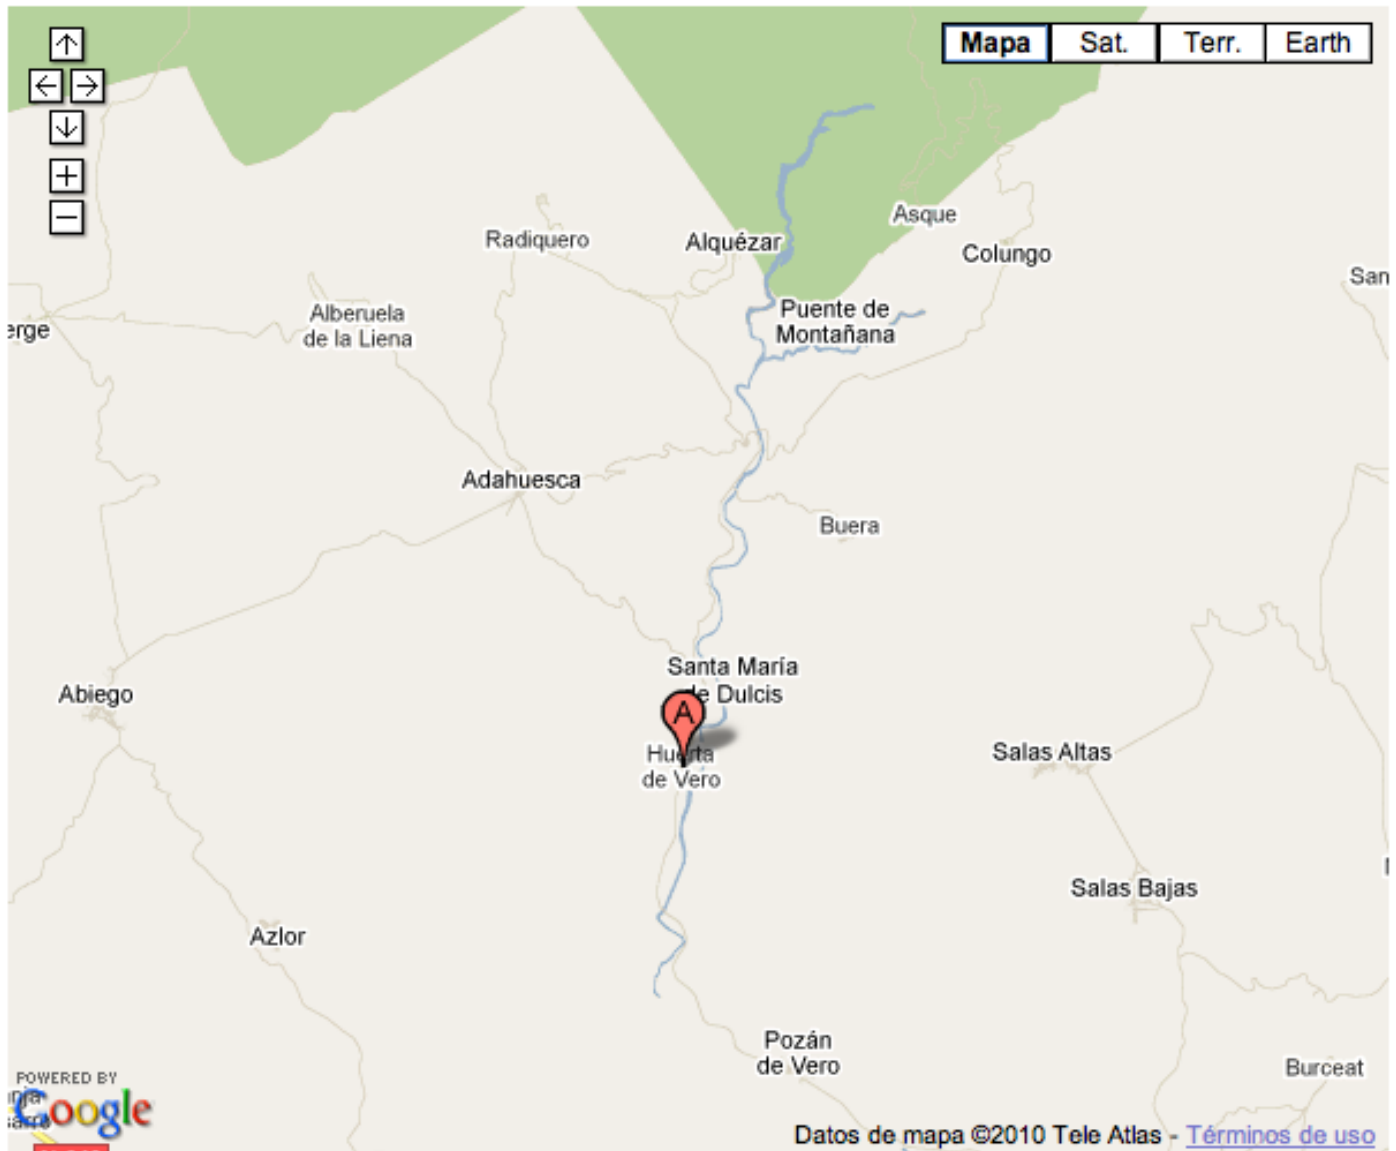 Mapa
Sat.
Terr.
Earth
Asque
Radiquero
Alquézar
Colungo
San
Alberuela
de la Liena
Puente de
Montañana
erge
Adahuesca
Buera
Santa María
de Dulcis
Abiego
A
Huerta
de Vero
Salas Altas
Salas Bajas
Azlor
Pozán
de Vero
Burceat
POWERED BY
Google
Datos de mapa ©2010 Tele Atlas - Términos de uso